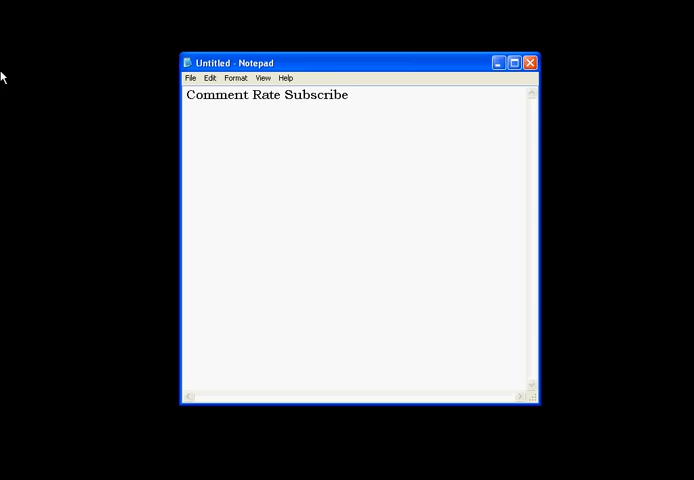 Untitled - Notepad
File Edit Format View Help
Comment Rate Subscribe